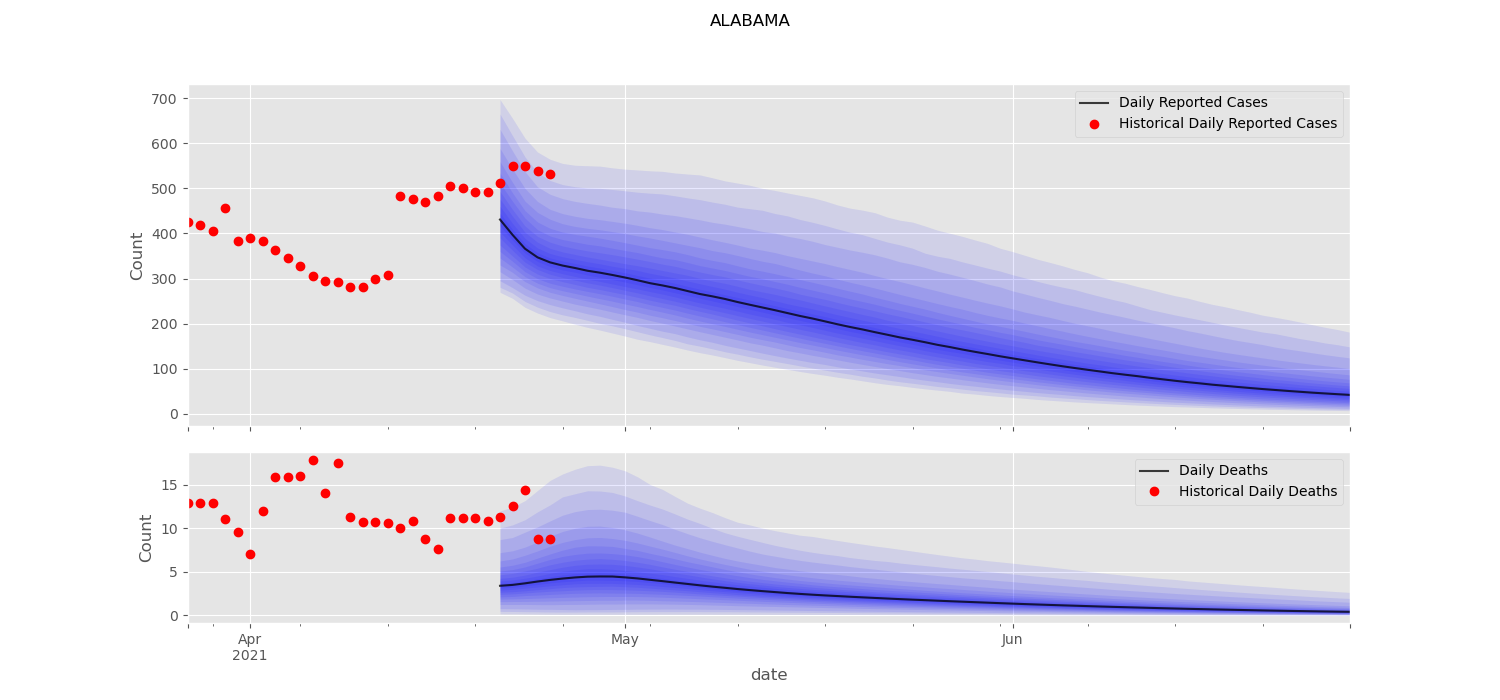 ALABAMA
700
600
500
400
300
200
100
0
Count
Daily Reported Cases
Historical Daily Reported Cases
15
10
5
0
Count
Daily Deaths
Historical Daily Deaths
Apr
2021
May
Jun
date